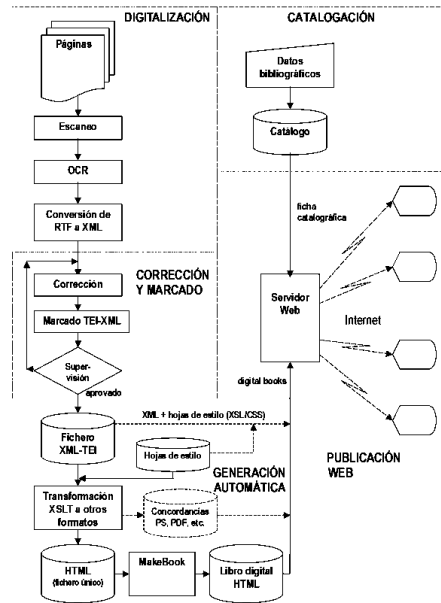 DIGITALIZACIÓN
Páginas
Escaneo
OCR
Conversión de
RTF a XML
CATALOGACIÓN
Datos
bibliográficos
Catálogo
ficha
catalográfica
CORRECCIÓN
Y MARCADO
Corrección
Marcado TEI-XML
Super-
visión
aprovado
Servidor
Web
Internet
digital books
PUBLICACIÓN
WEB
Fichero
XML-TEI
XML + hojas de estilo (XSL/CSS)
Hojas de estilo
GENERACIÓN
AUTOMÁTICA
Transformación
XSLT a otros
formatos
Concordancias
PS, PDF, etc.
HTML
(fichero único)
MakeBook
Libro digital
HTML